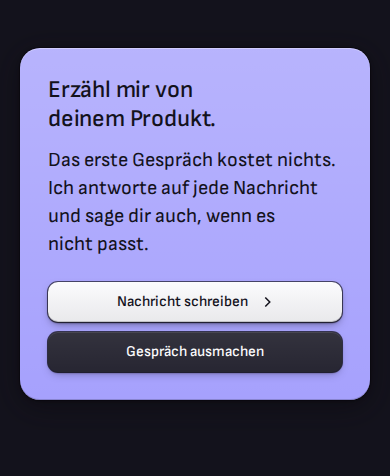 Erzähl mir von
deinem Produkt.
Das erste Gespräch kostet nichts.
Ich antworte auf jede Nachricht
und sage dir auch, wenn es
nicht passt.
Nachricht schreiben
Gespräch ausmachen